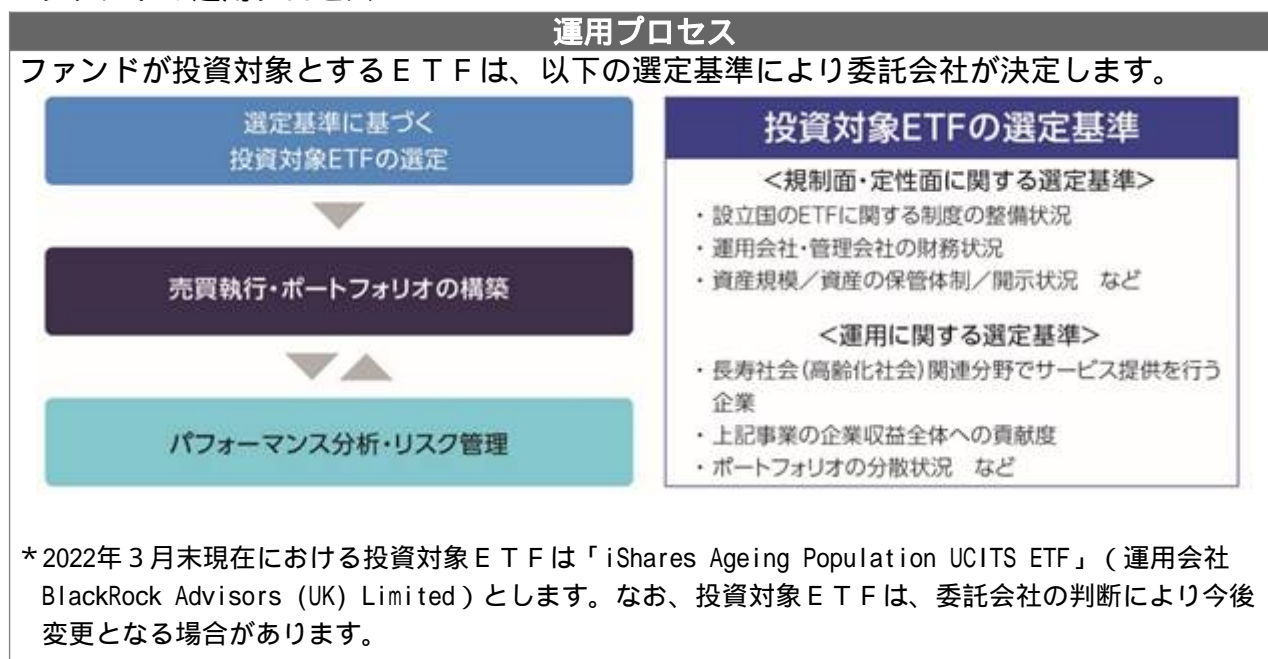 運用プロセス
ファンドが投資対象とするＥＴＦは、以下の選定基準により委託会社が決定します。
選定基準に基づく
投資対象ETFの選定
売買執行・ポートフォリオの構築
パフォーマンス分析・リスク管理
投資対象ETFの選定基準
＜規制面・定性面に関する選定基準＞
・設立国のETFに関する制度の整備状況
・運用会社・管理会社の財務状況
・資産規模／資産の保管体制／開示状況　など
＜運用に関する選定基準＞
・長寿社会（高齢化社会）関連分野でサービス提供を行う
企業
・上記事業の企業収益全体への貢献度
・ポートフォリオの分散状況　など
＊2022年３月末現在における投資対象ＥＴＦは「iShares Ageing Population UCITS ETF」（運用会社
BlackRock Advisors (UK) Limited）とします。なお、投資対象ＥＴＦは、委託会社の判断により今後
変更となる場合があります。